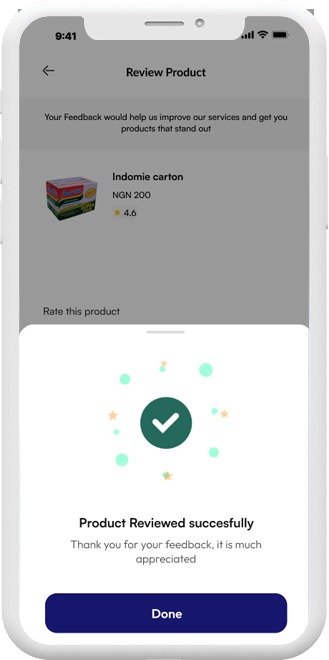 9:41
Review Product
Your Feedback would help us improve our services and get you
products that stand out
Indomie carton
NGN 200
4.6
Rate this product
Product Reviewed succesfully
Thank you for your feedback, it is much
appreciated
Done